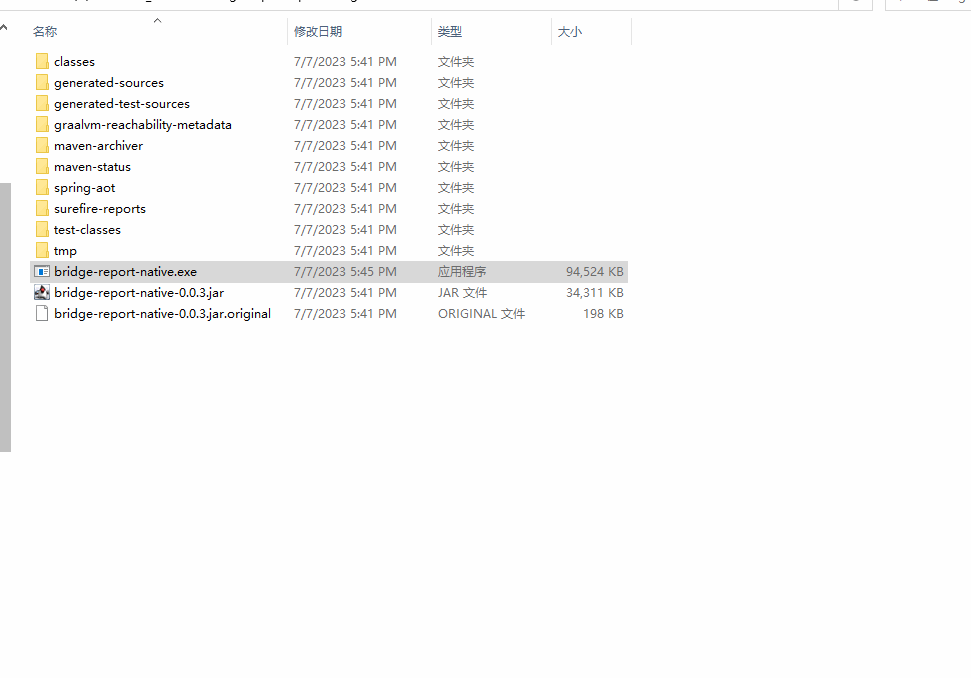 名称 修改日期 类型 大小
classes 7/7/2023 5:41 PM 文件夹
generated-sources 7/7/2023 5:41 PM 文件夹
generated-test-sources 7/7/2023 5:41 PM 文件夹
graalvm-reachability-metadata 7/7/2023 5:41 PM 文件夹
maven-archiver 7/7/2023 5:41 PM 文件夹
maven-status 7/7/2023 5:41 PM 文件夹
spring-aot 7/7/2023 5:41 PM 文件夹
surefire-reports 7/7/2023 5:41 PM 文件夹
test-classes 7/7/2023 5:41 PM 文件夹
tmp 7/7/2023 5:41 PM 文件夹
bridge-report-native.exe 7/7/2023 5:45 PM 应用程序 94,524 KB
bridge-report-native-0.0.3.jar 7/7/2023 5:41 PM JAR 文件 34,311 KB
bridge-report-native-0.0.3.jar.original 7/7/2023 5:41 PM ORIGINAL 文件 198 KB